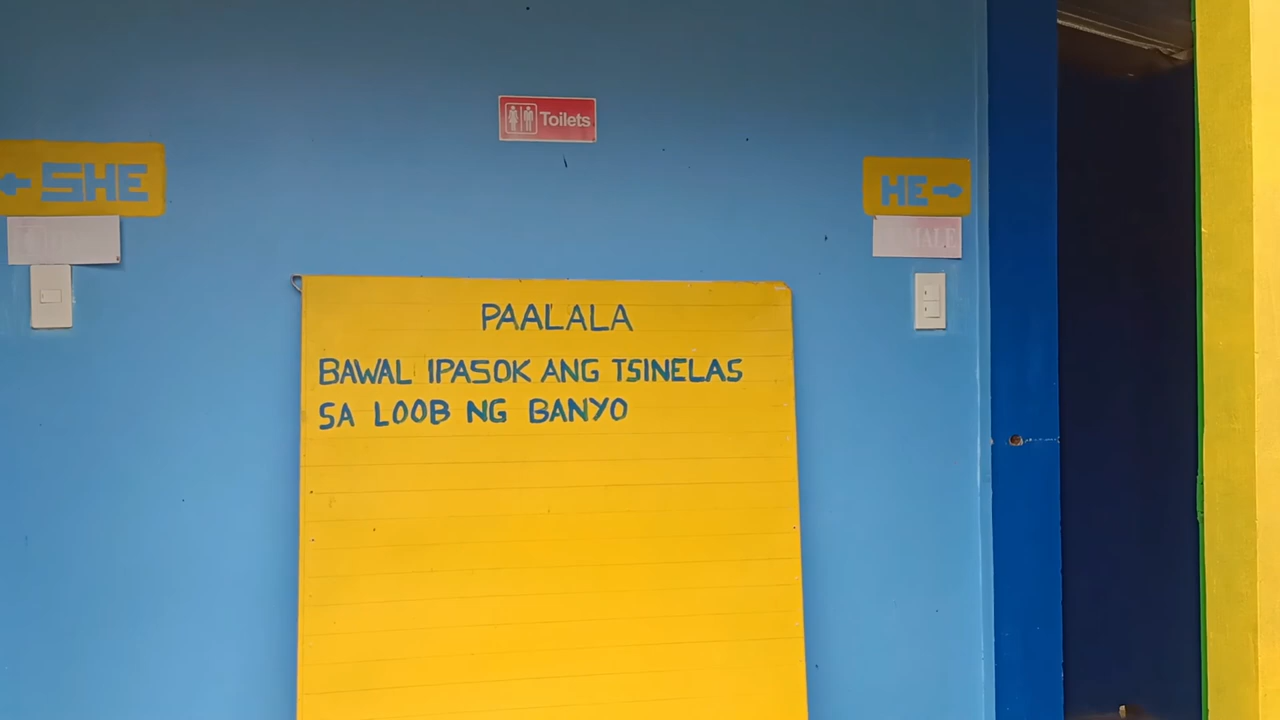 Toilets
SHE
HE
PAALALA
BAWAL IPASOK ANG TSINELAS
SA LOOB NG BANYO